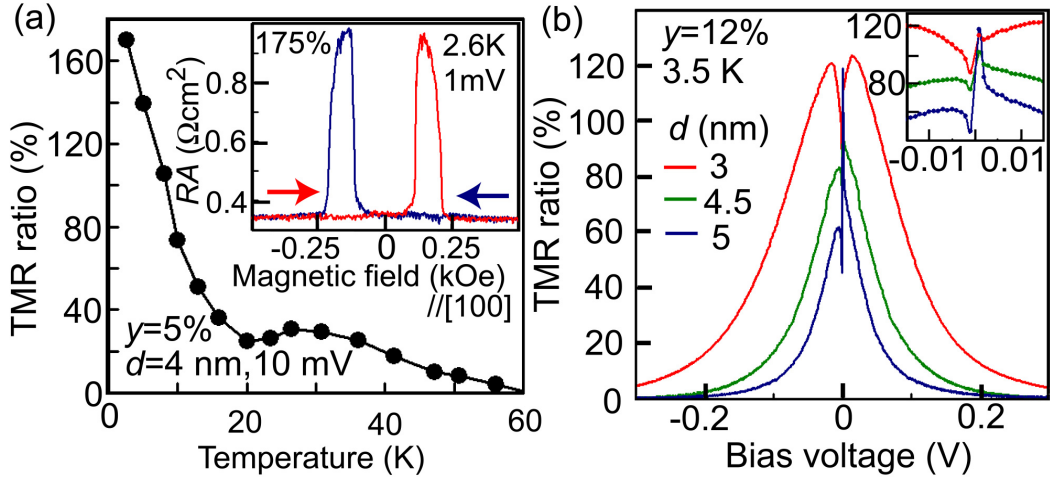 (a)
TMR ratio (%)
160
120
80
40
0
0
20
40
60
Temperature (K)
y=5%
d=4 nm,10 mV
175%
2.6K
1mV
RA (Ωcm²)
0.8
0.6
0.4
-0.25
0
0.25
Magnetic field (kOe)
//[100]
(b)
TMR ratio (%)
120
100
80
60
40
20
0
-0.2
0
0.2
Bias voltage (V)
y=12%
3.5 K
d (nm)
3
4.5
5
120
80
-0.01
0.01